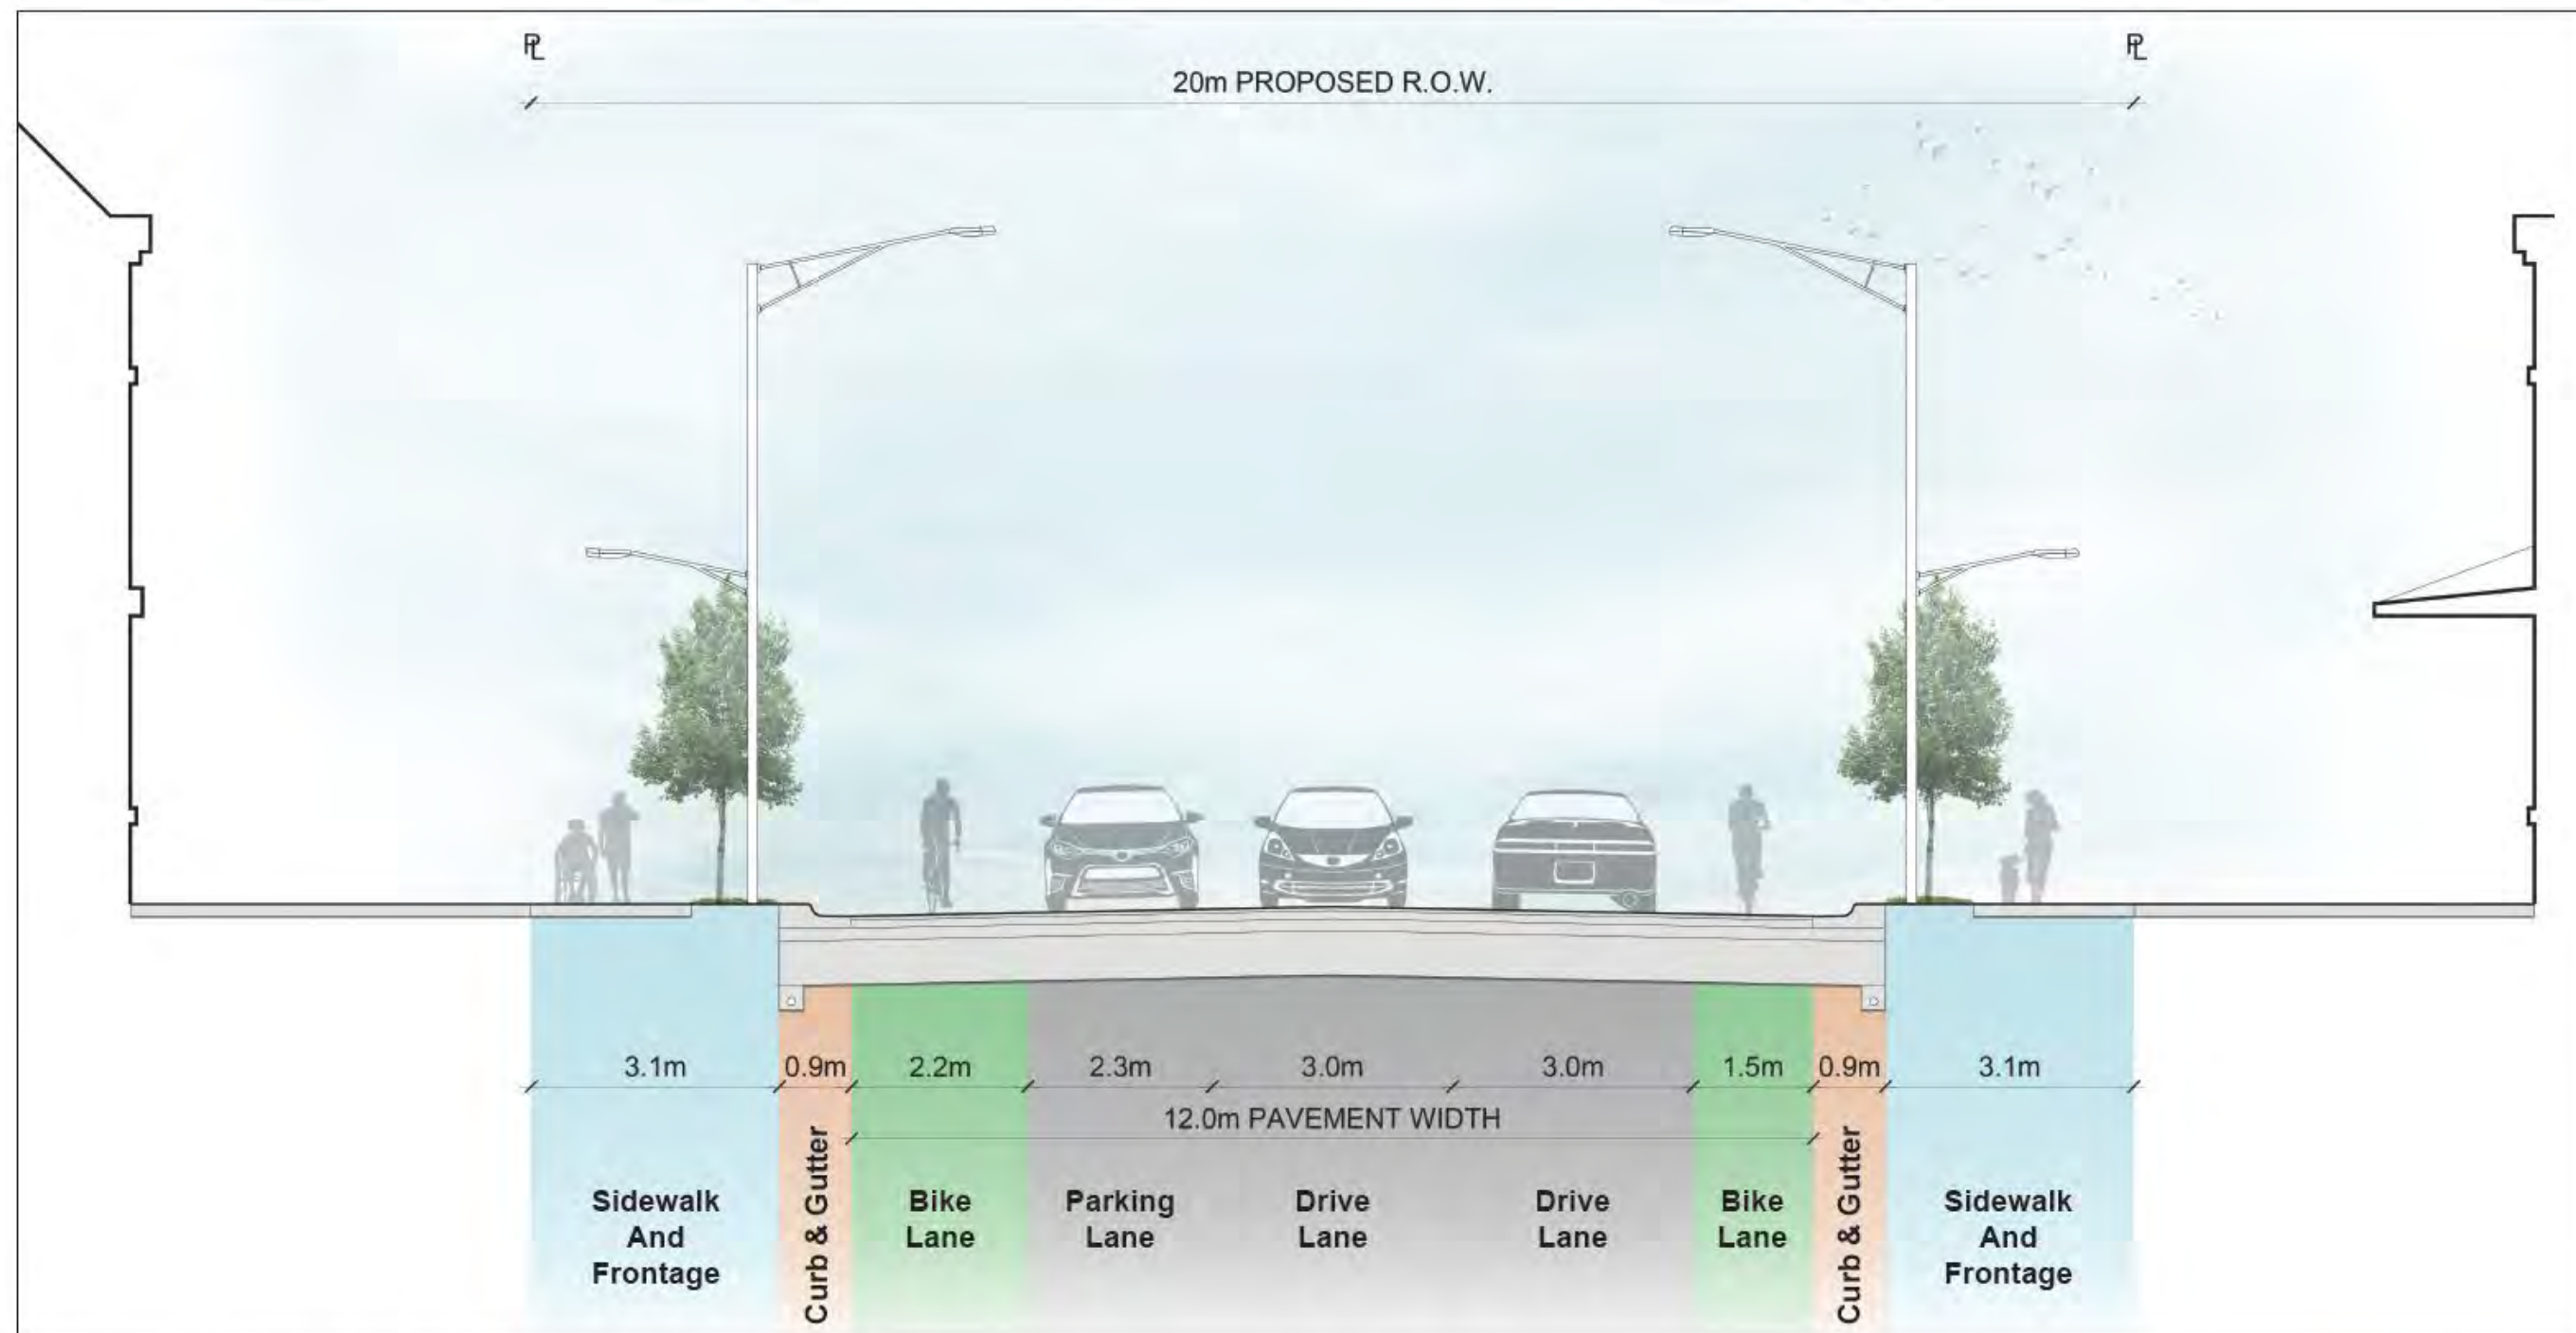 PL
PL
20m PROPOSED R.O.W.
3.1m
0.9m
2.2m
2.3m
3.0m
3.0m
1.5m
0.9m
3.1m
12.0m PAVEMENT WIDTH
Sidewalk
And
Frontage
Curb & Gutter
Bike
Lane
Parking
Lane
Drive
Lane
Drive
Lane
Bike
Lane
Curb & Gutter
Sidewalk
And
Frontage